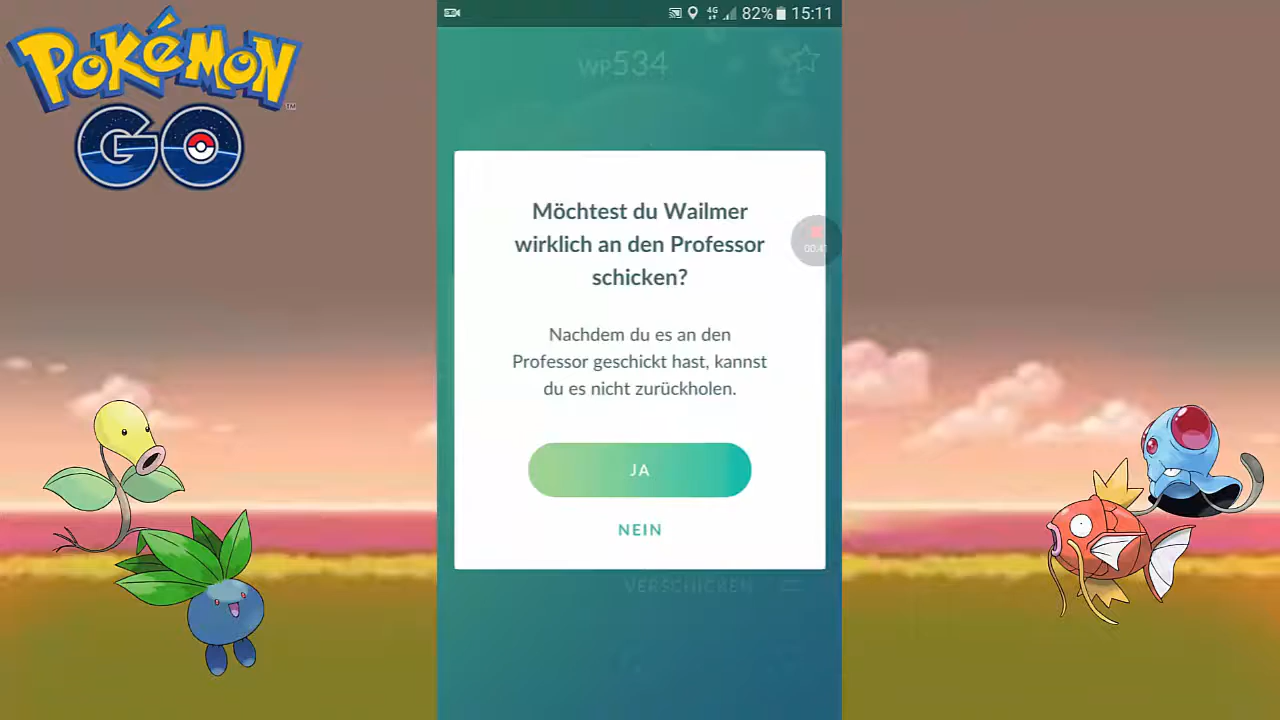 POKÉMON
GO
4G 82% 15:11
WP534
Möchtest du Wailmer
wirklich an den Professor
schicken?
Nachdem du es an den
Professor geschickt hast, kannst
du es nicht zurückholen.
JA
NEIN
VERSCHICKEN